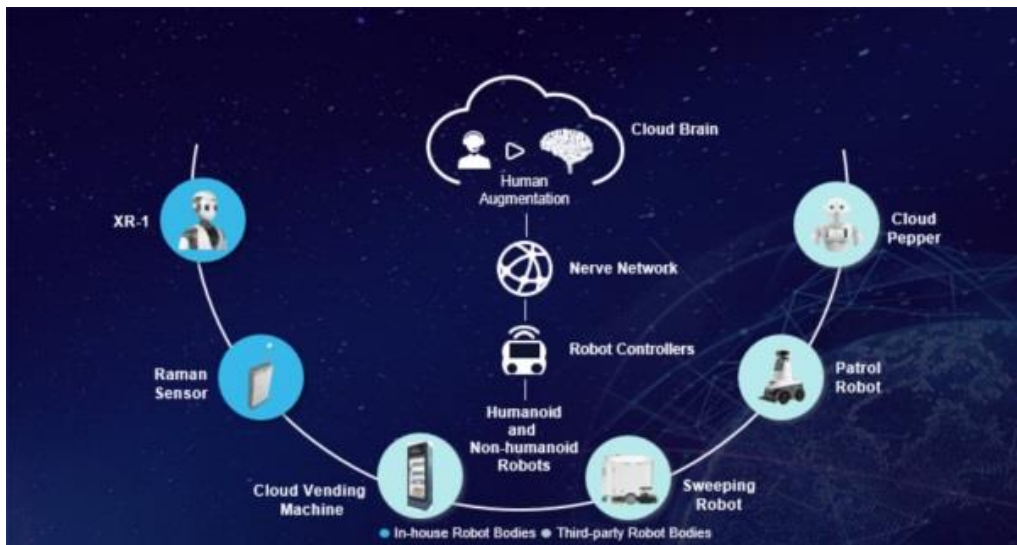 Cloud Brain
Human
Augmentation
XR-1
Cloud
Pepper
Nerve Network
Robot Controllers
Raman
Sensor
Patrol
Robot
Humanoid
and
Non-humanoid
Robots
Cloud Vending
Machine
Sweeping
Robot
In-house Robot Bodies
Third-party Robot Bodies